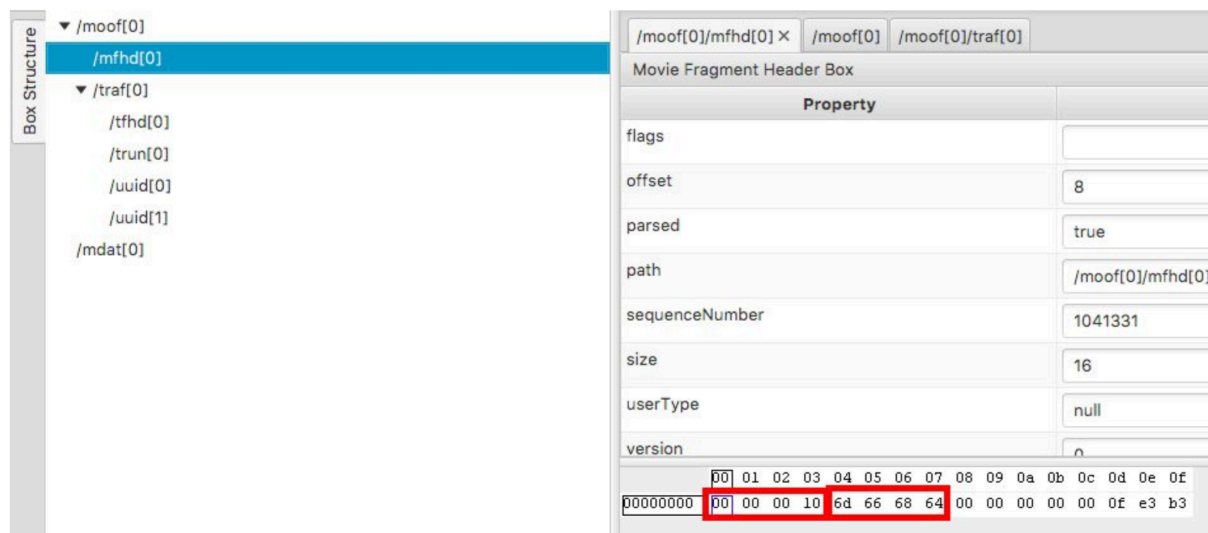 Box Structure
▼ /moof[0]
/mfhd[0]
▼ /traf[0]
/tfhd[0]
/trun[0]
/uuid[0]
/uuid[1]
/mdat[0]
/moof[0]/mfhd[0] × /moof[0] /moof[0]/traf[0]
Movie Fragment Header Box
Property
flags
offset 8
parsed true
path /moof[0]/mfhd[0]
sequenceNumber 1041331
size 16
userType null
version 0
00 01 02 03 04 05 06 07 08 09 0a 0b 0c 0d 0e 0f
00000000 00 00 00 10 6d 66 68 64 00 00 00 00 00 0f e3 b3